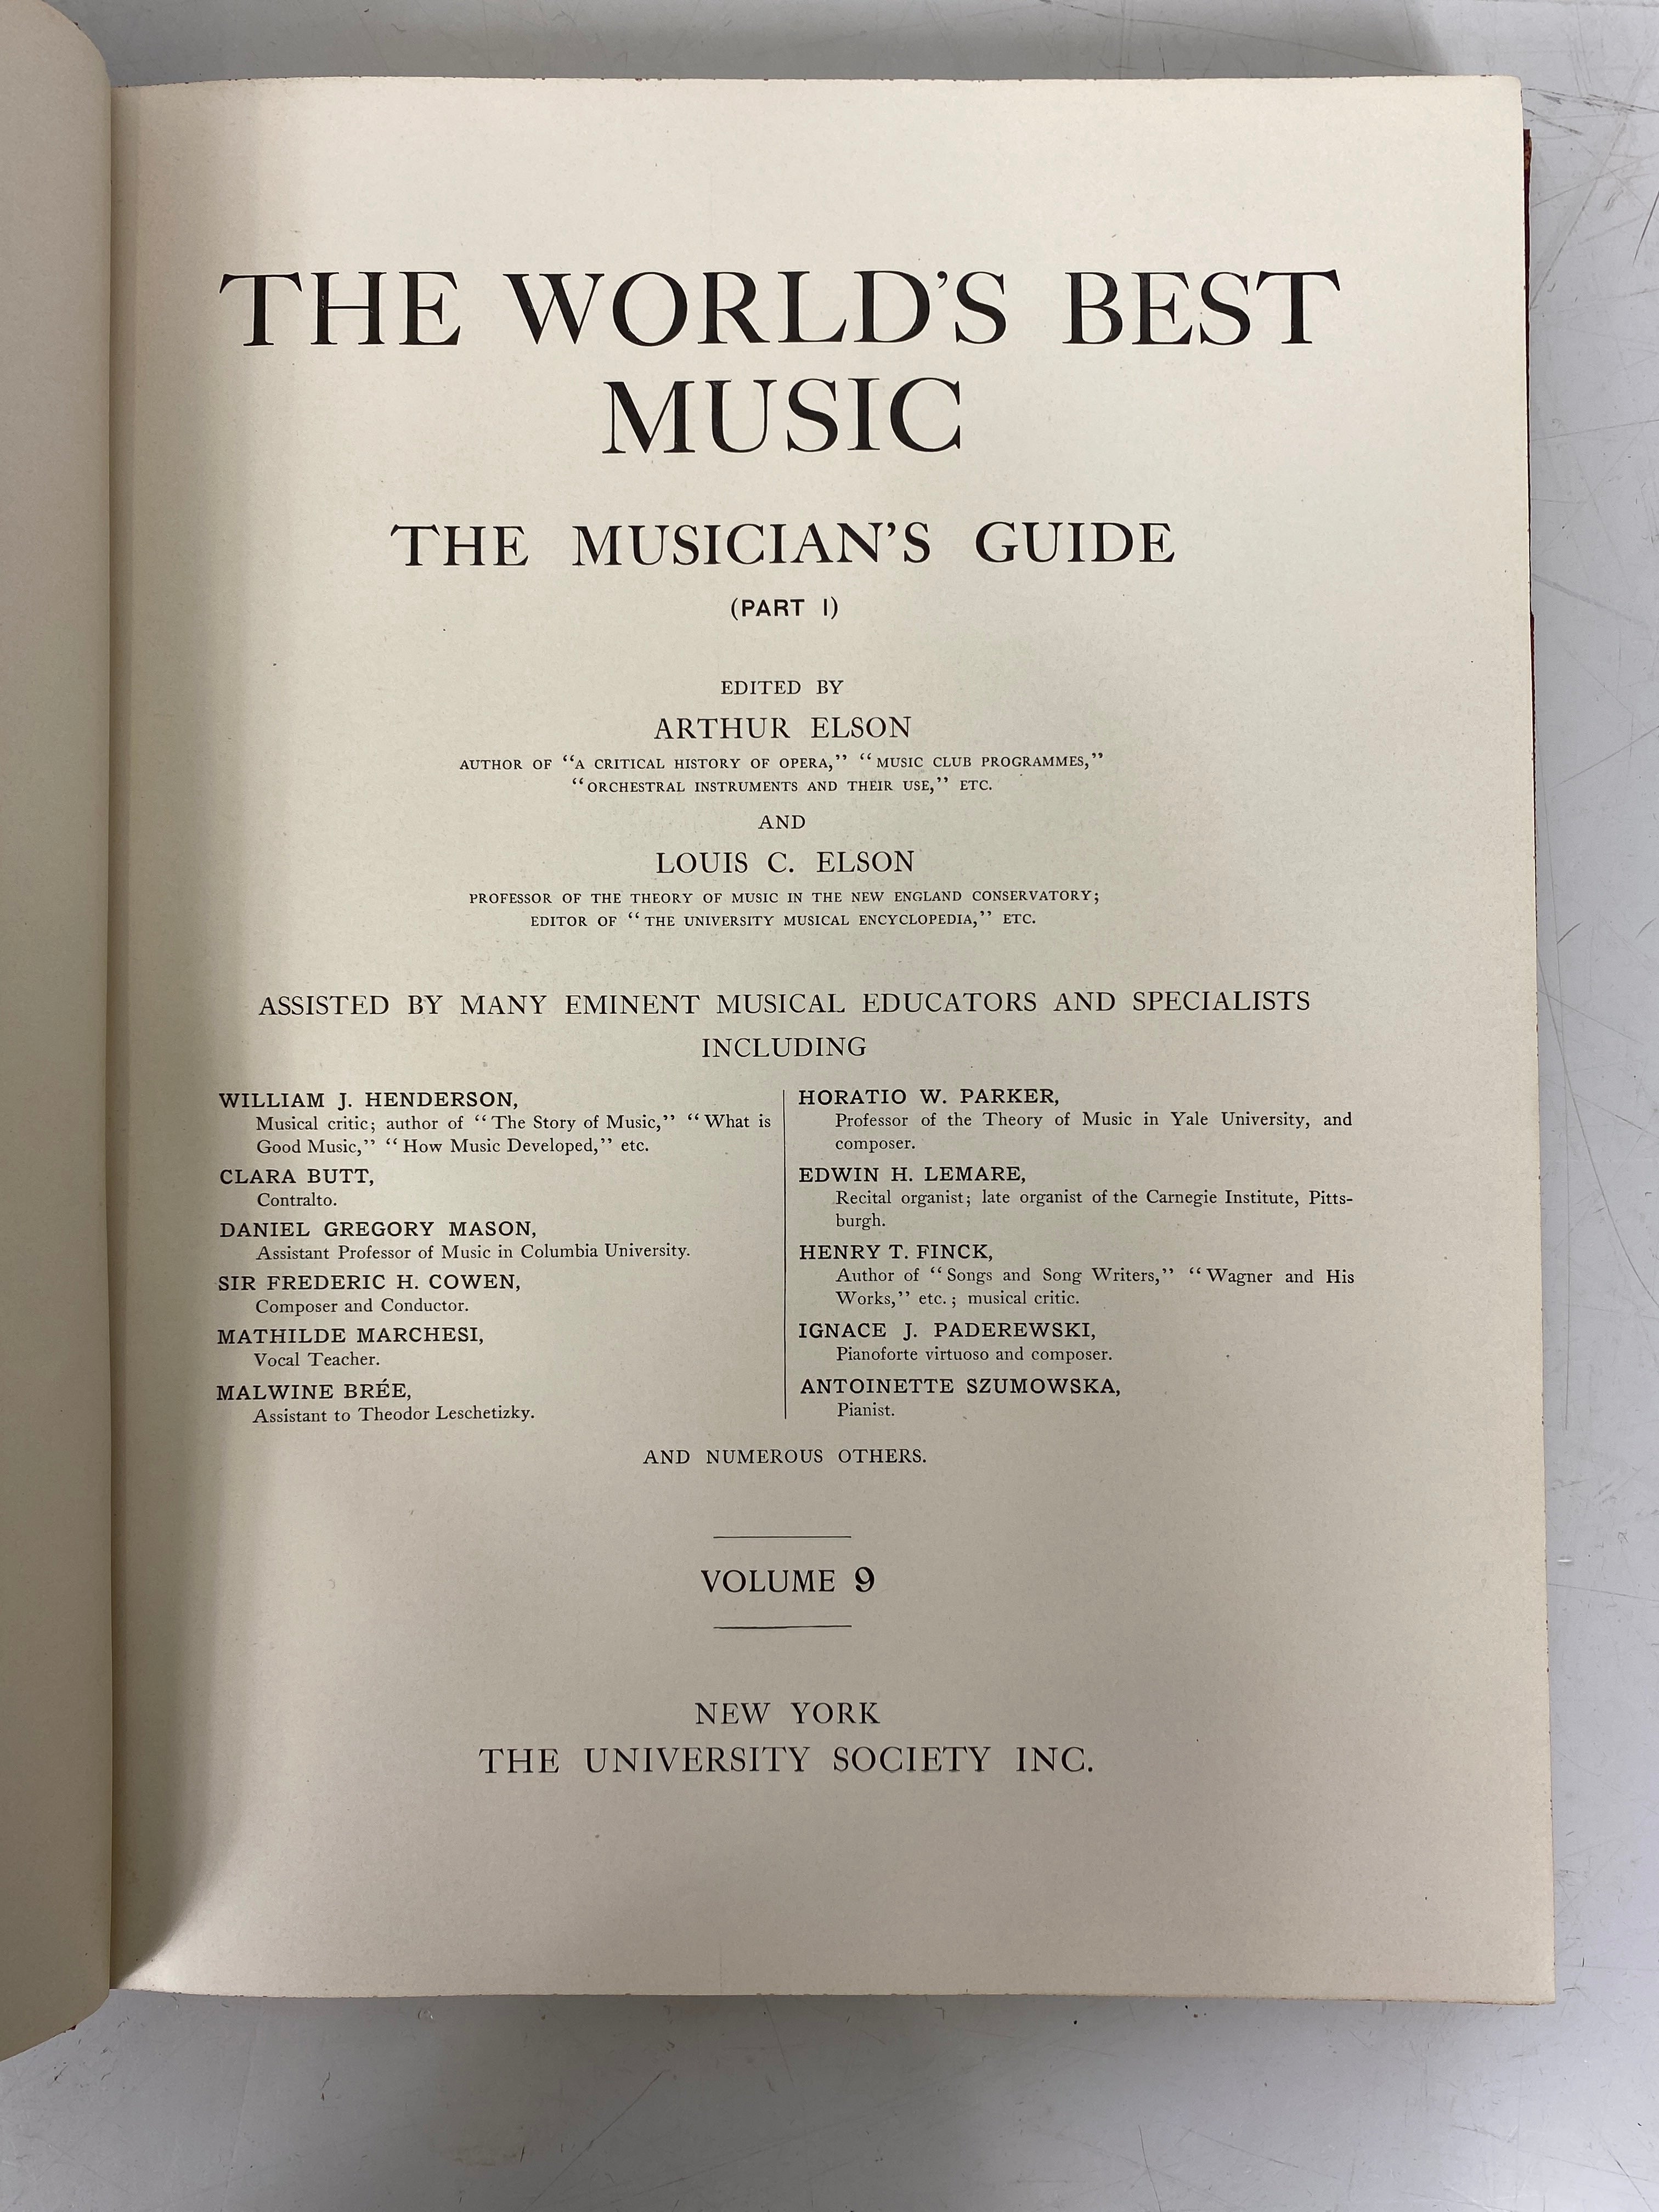 THE WORLD'S BEST
MUSIC
THE MUSICIAN'S GUIDE
(PART I)
EDITED BY
ARTHUR ELSON
AUTHOR OF "A CRITICAL HISTORY OF OPERA," "MUSIC CLUB PROGRAMMES,"
"ORCHESTRAL INSTRUMENTS AND THEIR USE," ETC.
AND
LOUIS C. ELSON
PROFESSOR OF THE THEORY OF MUSIC IN THE NEW ENGLAND CONSERVATORY;
EDITOR OF "THE UNIVERSITY MUSICAL ENCYCLOPEDIA," ETC.
ASSISTED BY MANY EMINENT MUSICAL EDUCATORS AND SPECIALISTS
INCLUDING
WILLIAM J. HENDERSON,
Musical critic; author of "The Story of Music," "What is
Good Music," "How Music Developed," etc.
CLARA BUTT,
Contralto.
DANIEL GREGORY MASON,
Assistant Professor of Music in Columbia University.
SIR FREDERIC H. COWEN,
Composer and Conductor.
MATHILDE MARCHESI,
Vocal Teacher.
MALWINE BRÉE,
Assistant to Theodor Leschetizky.
HORATIO W. PARKER,
Professor of the Theory of Music in Yale University, and
composer.
EDWIN H. LEMARE,
Recital organist; late organist of the Carnegie Institute, Pitts-
burgh.
HENRY T. FINCK,
Author of "Songs and Song Writers," "Wagner and His
Works," etc.; musical critic.
IGNACE J. PADEREWSKI,
Pianoforte virtuoso and composer.
ANTOINETTE SZUMOWSKA,
Pianist.
AND NUMEROUS OTHERS.
VOLUME 9
NEW YORK
THE UNIVERSITY SOCIETY INC.